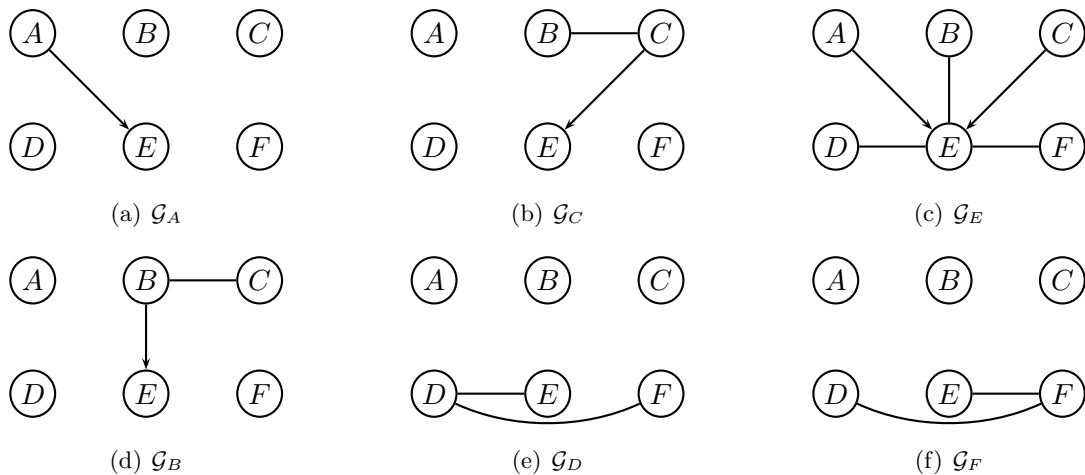 A B C A B C A B C
D E F D E F D E F
(a) 𝒢_A (b) 𝒢_C (c) 𝒢_E
A B C A B C A B C
D E F D E F D E F
(d) 𝒢_B (e) 𝒢_D (f) 𝒢_F